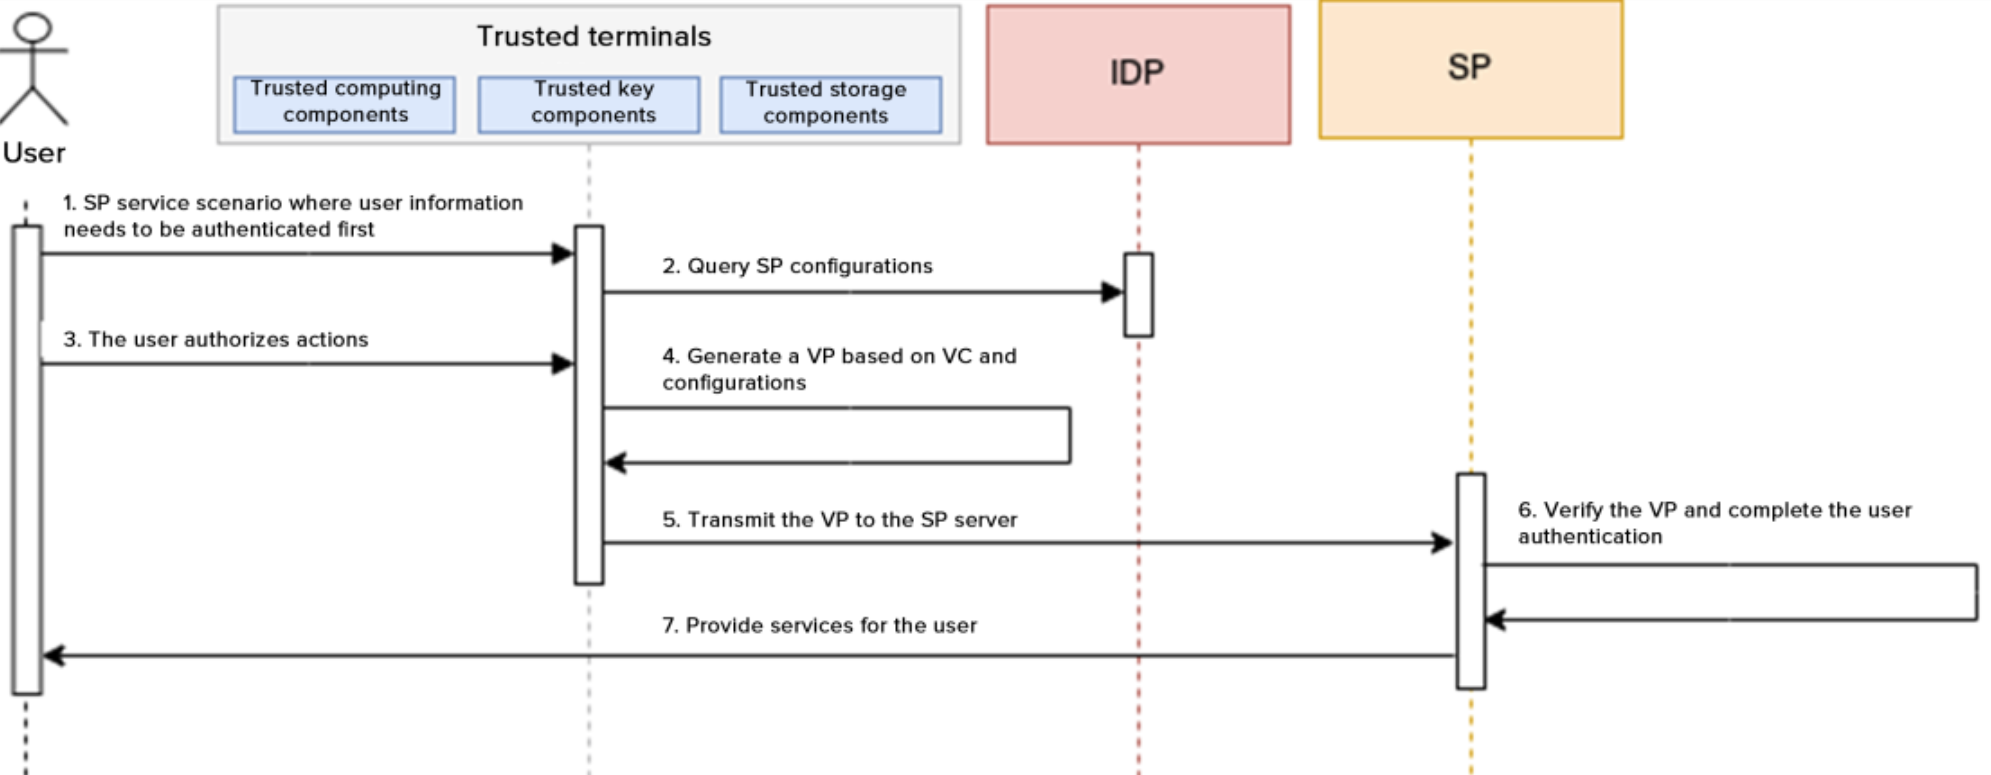 Trusted terminals
Trusted computing
components
Trusted key
components
Trusted storage
components
IDP
SP
User
1. SP service scenario where user information
needs to be authenticated first
2. Query SP configurations
3. The user authorizes actions
4. Generate a VP based on VC and
configurations
5. Transmit the VP to the SP server
6. Verify the VP and complete the user
authentication
7. Provide services for the user